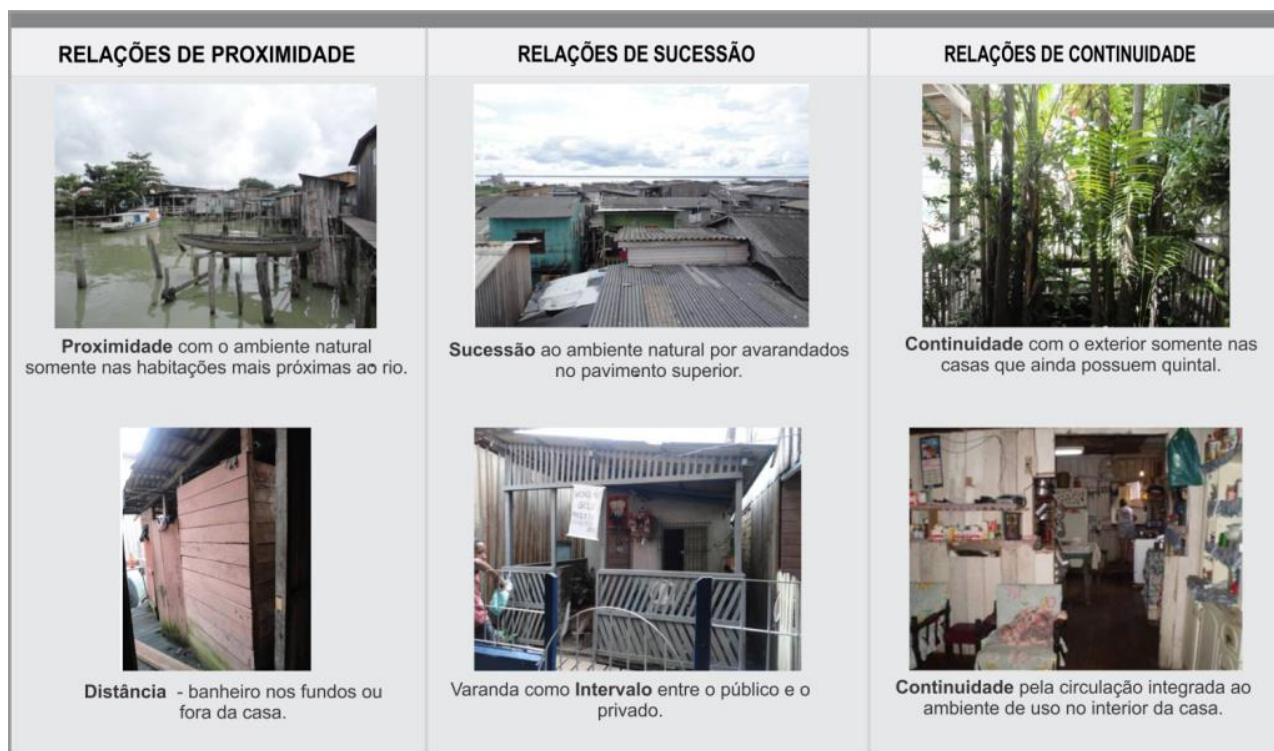 RELAÇÕES DE PROXIMIDADE
RELAÇÕES DE SUCESSÃO
RELAÇÕES DE CONTINUIDADE
Proximidade com o ambiente natural
somente nas habitações mais próximas ao rio.
Sucessão ao ambiente natural por avarandados
no pavimento superior.
Continuidade com o exterior somente nas
casas que ainda possuem quintal.
Distância - banheiro nos fundos ou
fora da casa.
Varanda como Intervalo entre o público e o
privado.
Continuidade pela circulação integrada ao
ambiente de uso no interior da casa.